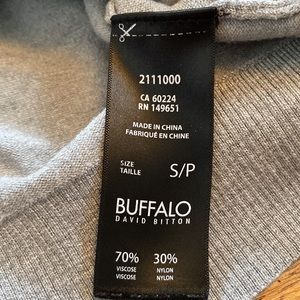 2111000
CA 60224
RN 149651
MADE IN CHINA
FABRIQUÉ EN CHINE
SIZE
TAILLE
S/P
BUFFALO
DAVID BITTON
70% 30%
VISCOSE NYLON
VISCOSE NYLON